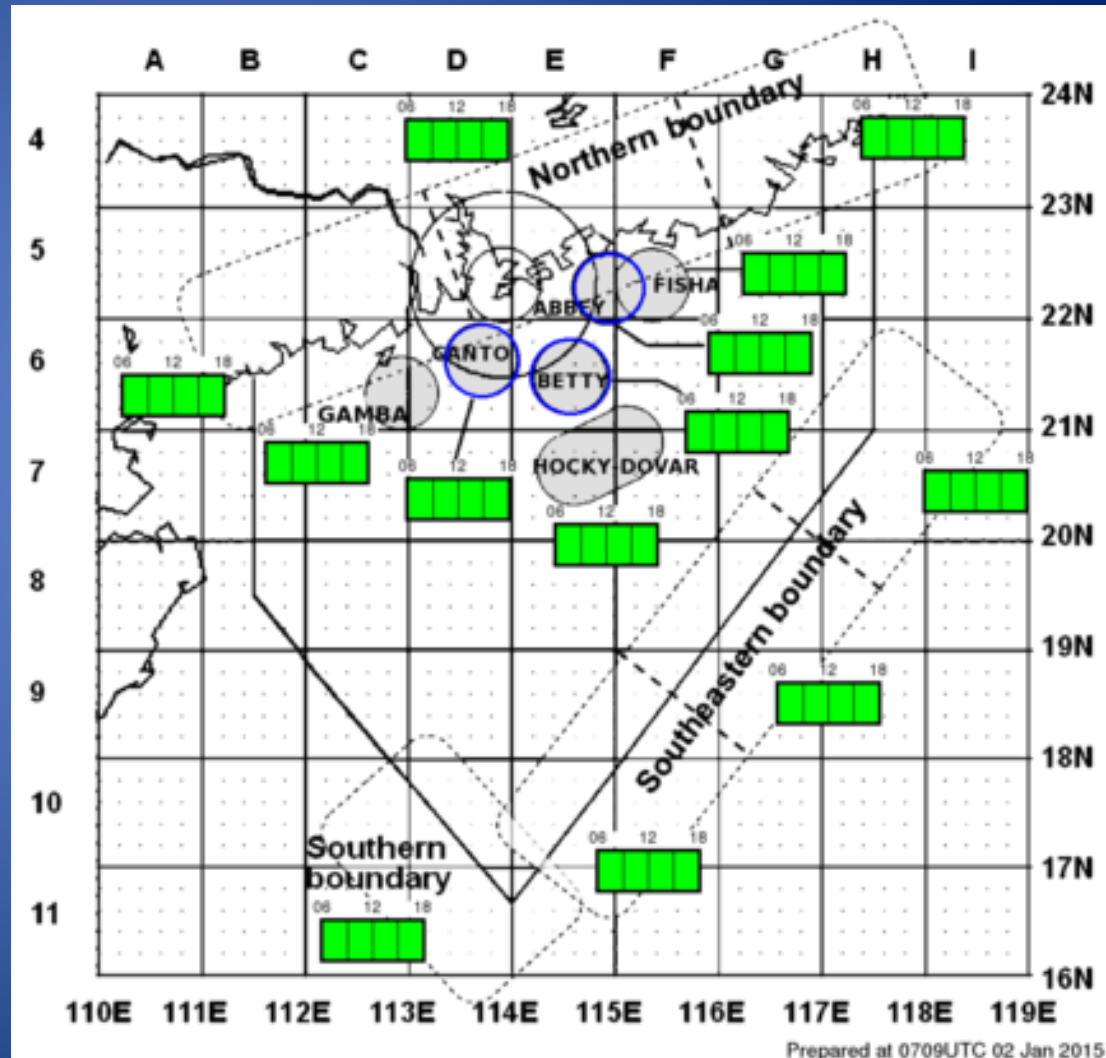 A B C D E F G H I
06 12 18 06 12 18 24N
4 Northern boundary
23N
5 06 12 18
FISHA
ABBEY
22N
06 12 18
6 CANTO
06 12 18 BETTY
GAMBA 06 12 18
21N
06 12 18 06 12 18 06 12 18
7 HOCKY-DOVAR
06 12 18
20N
8
Southeastern boundary
19N
9 06 12 18
18N
10
06 12 18
Southern
boundary 17N
06 12 18
11
16N
110E 111E 112E 113E 114E 115E 116E 117E 118E 119E
Prepared at 0709UTC 02 Jan 2015